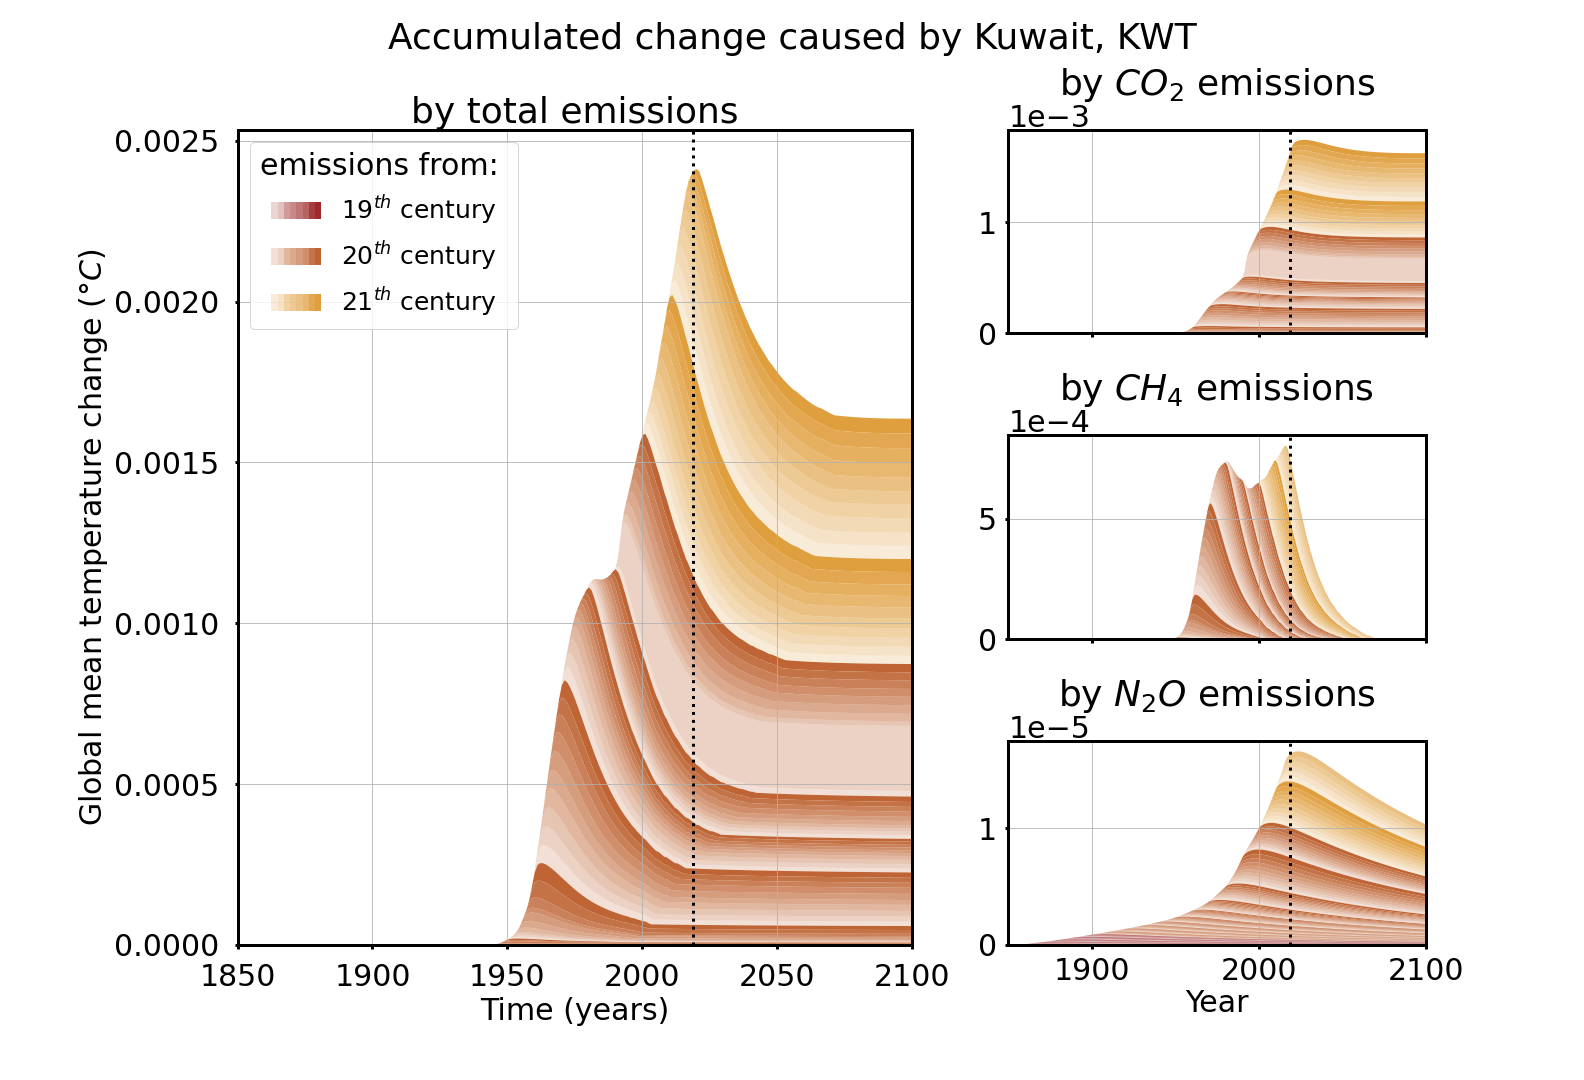 Accumulated change caused by Kuwait, KWT
by total emissions
Global mean temperature change (°C)
0.0025
0.0020
0.0015
0.0010
0.0005
0.0000
emissions from:
19th century
20th century
21th century
1850 1900 1950 2000 2050 2100
Time (years)
by CO2 emissions
1e−3
1
0
by CH4 emissions
1e−4
5
0
by N2O emissions
1e−5
1
0
1900 2000 2100
Year